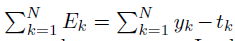 ∑_{k=1}^{N} E_k = ∑_{k=1}^{N} y_k − t_k